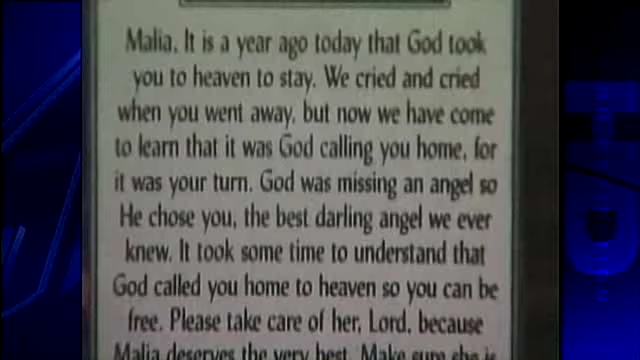 Malia, It is a year ago today that God took
you to heaven to stay. We cried and cried
when you went away, but now we have come
to learn that it was God calling you home, for
it was your turn. God was missing an angel so
He chose you, the best darling angel we ever
knew. It took some time to understand that
God called you home to heaven so you can be
free. Please take care of her, Lord, because
Malia deserves the very best. Make sure she is